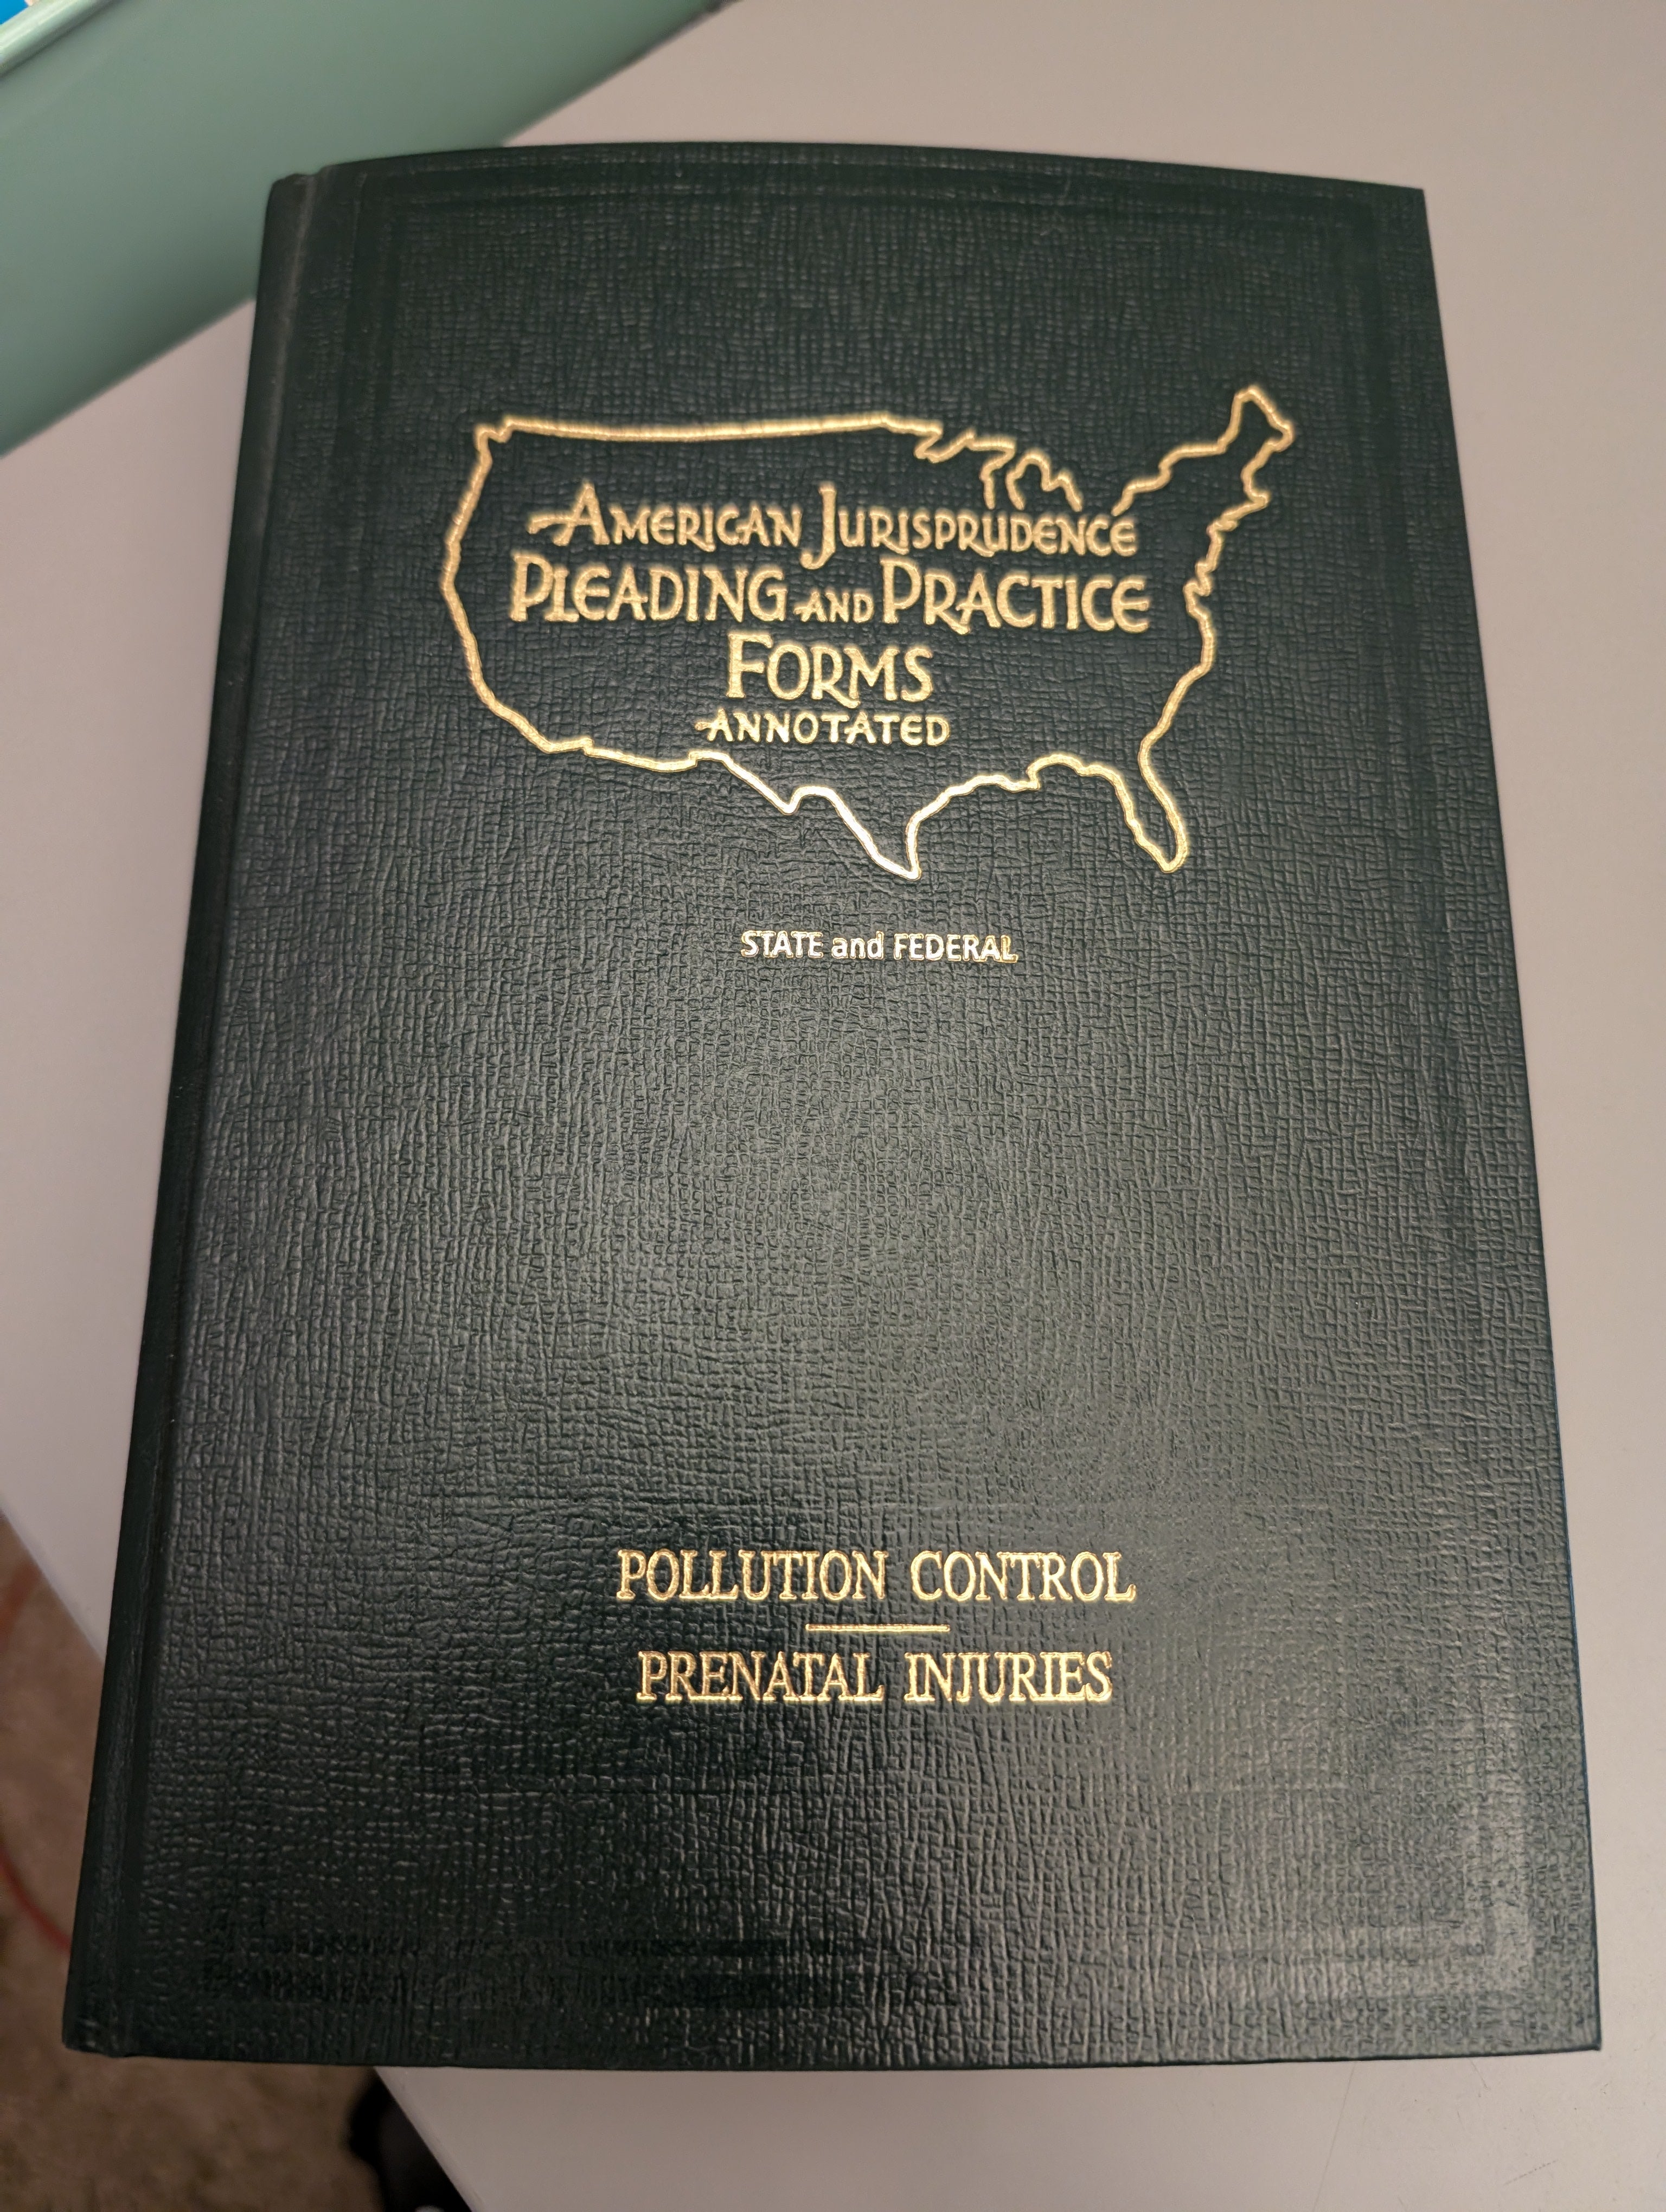 AMERICAN JURISPRUDENCE
PLEADING AND PRACTICE
FORMS
ANNOTATED
STATE and FEDERAL
POLLUTION CONTROL
PRENATAL INJURIES